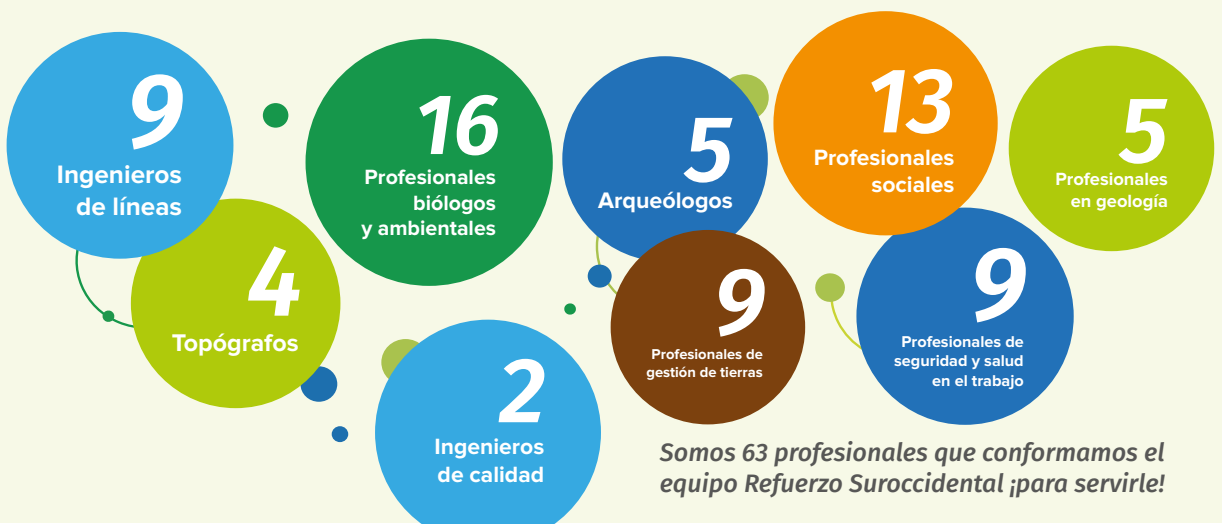 9
Ingenieros
de líneas
4
Topógrafos
16
Profesionales
biólogos
y ambientales
2
Ingenieros
de calidad
5
Arqueólogos
9
Profesionales de
gestión de tierras
13
Profesionales
sociales
9
Profesionales de
seguridad y salud
en el trabajo
5
Profesionales
en geología
Somos 63 profesionales que conformamos el
equipo Refuerzo Suroccidental ¡para servirle!